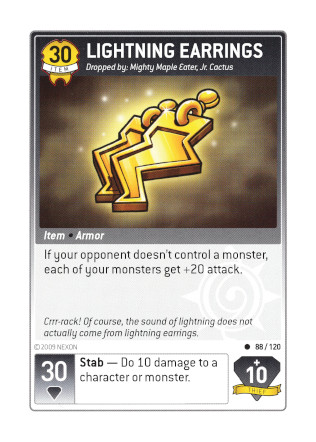 30
ITEM
LIGHTNING EARRINGS
Dropped by: Mighty Maple Eater, Jr. Cactus
Item • Armor
If your opponent doesn't control a monster,
each of your monsters get +20 attack.
Crrr-rack! Of course, the sound of lightning does not
actually come from lightning earrings.
©2009 NEXON
● 88 / 120
30
Stab — Do 10 damage to a
character or monster.
+
10
THIEF